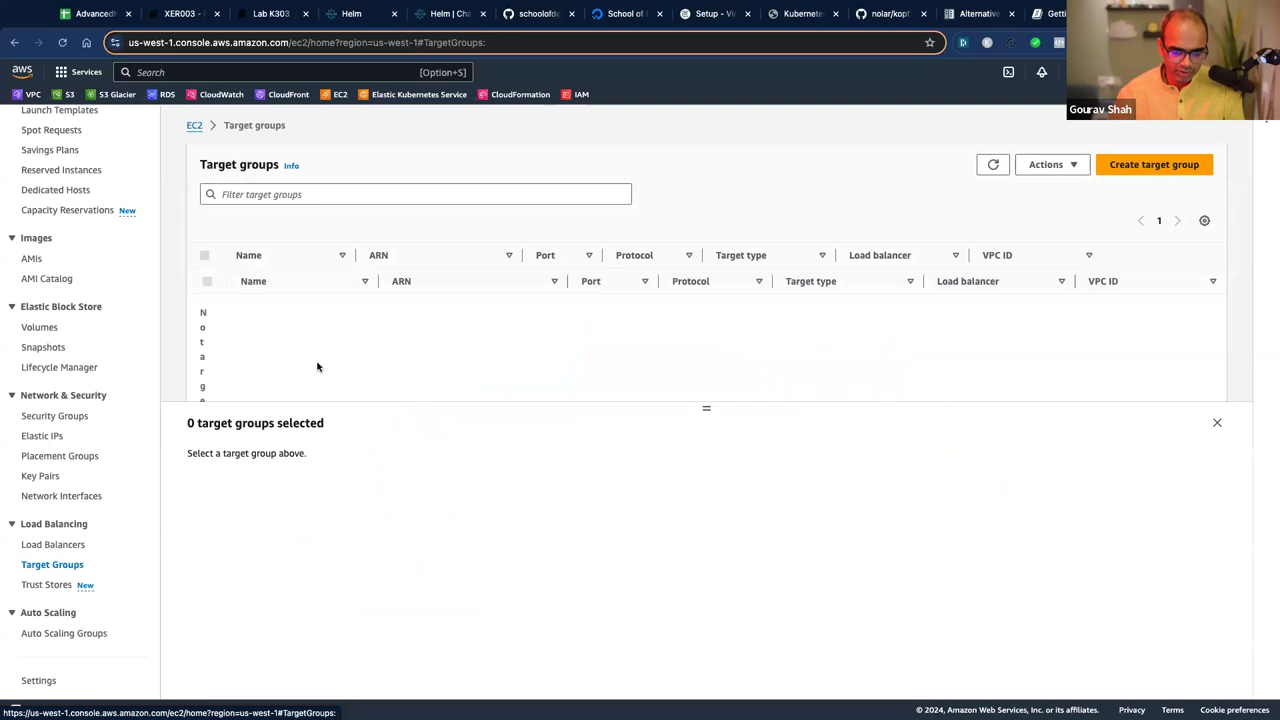 AdvancedF
XER003 -
Lab K303
Helm
Helm | Cha
schoolofde
School of
Setup - Vi
Kubernete
nolar/kopf
Alternative
Getti
us-west-1.console.aws.amazon.com/ec2/home?region=us-west-1#TargetGroups:
aws
Services
Search
[Option+S]
VPC
S3
S3 Glacier
RDS
CloudWatch
CloudFront
EC2
Elastic Kubernetes Service
CloudFormation
IAM
Gourav Shah
Launch Templates
Spot Requests
Savings Plans
Reserved Instances
Dedicated Hosts
Capacity Reservations New
Images
AMIs
AMI Catalog
Elastic Block Store
Volumes
Snapshots
Lifecycle Manager
Network & Security
Security Groups
Elastic IPs
Placement Groups
Key Pairs
Network Interfaces
Load Balancing
Load Balancers
Target Groups
Trust Stores New
Auto Scaling
Auto Scaling Groups
Settings
EC2 > Target groups
Target groups Info
Actions
Create target group
Filter target groups
1
Name ARN Port Protocol Target type Load balancer VPC ID
Name ARN Port Protocol Target type Load balancer VPC ID
N
o
t
a
r
g
e
0 target groups selected
Select a target group above.
https://us-west-1.console.aws.amazon.com/ec2/home?region=us-west-1#TargetGroups:
© 2024, Amazon Web Services, Inc. or its affiliates.
Privacy
Terms
Cookie preferences